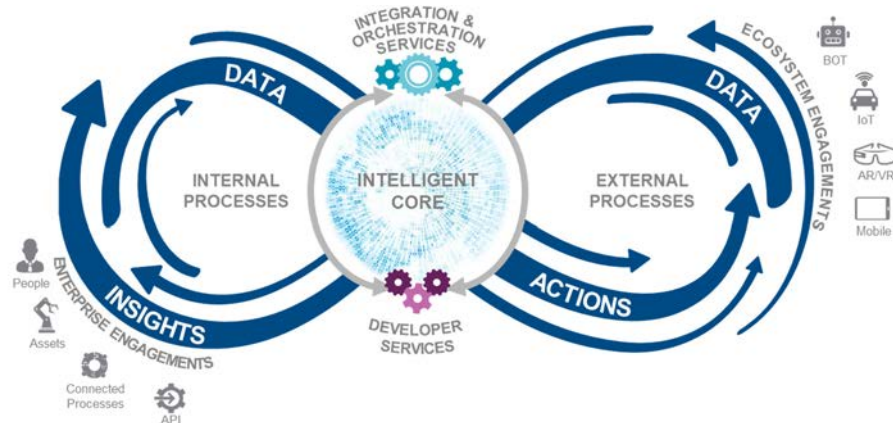 INTEGRATION &
ORCHESTRATION
SERVICES
DATA
DATA
ECOSYSTEM ENGAGEMENTS
BOT
IoT
AR/VR
Mobile
INTERNAL
PROCESSES
INTELLIGENT
CORE
EXTERNAL
PROCESSES
People
ENTERPRISE ENGAGEMENTS
INSIGHTS
ACTIONS
Assets
DEVELOPER
SERVICES
Connected
Processes
API